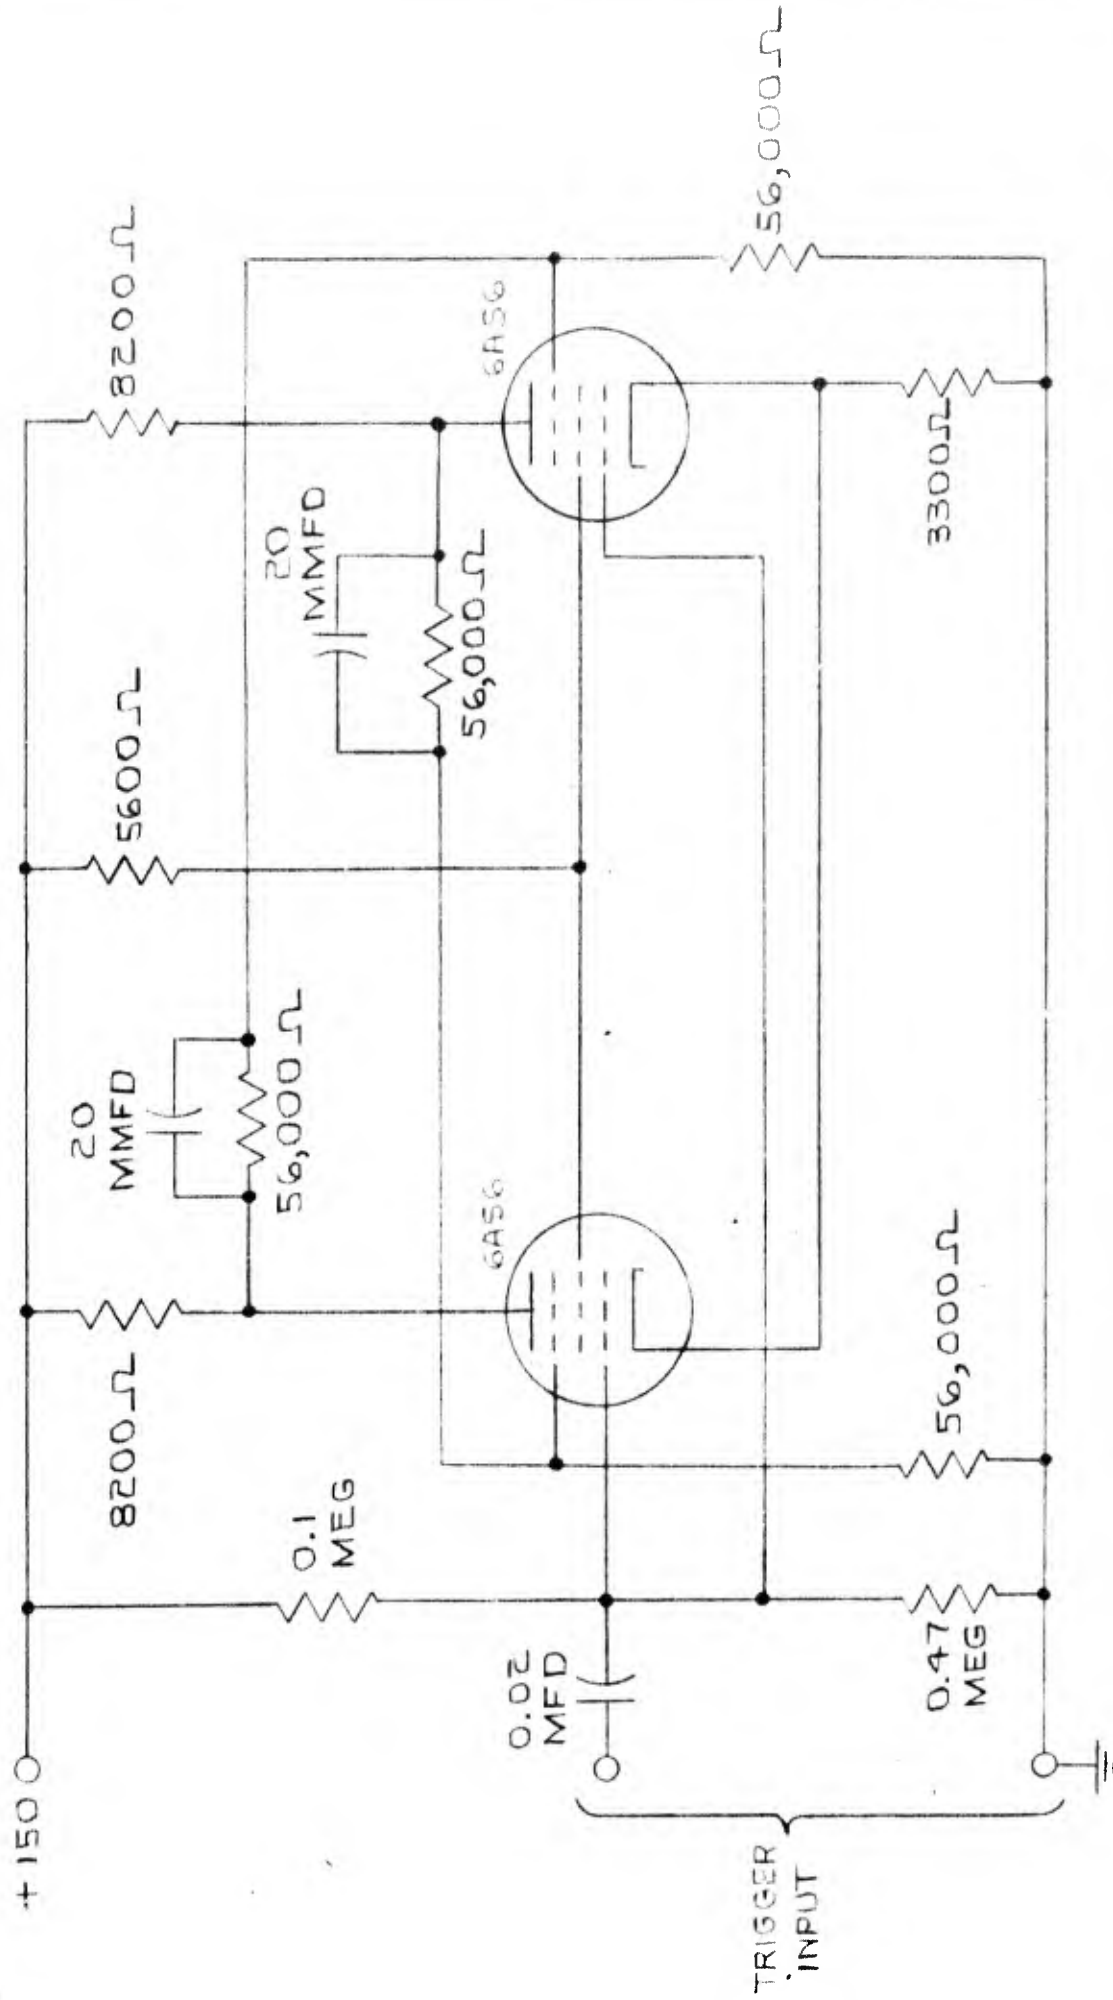 +150
8200Ω
0.1
MEG
20
MMFD
56,000Ω
5600Ω
8200Ω
20
MMFD
56,000Ω
6AS6
6AS6
0.02
MFD
TRIGGER
INPUT
0.47
MEG
56,000Ω
3300Ω
56,000Ω